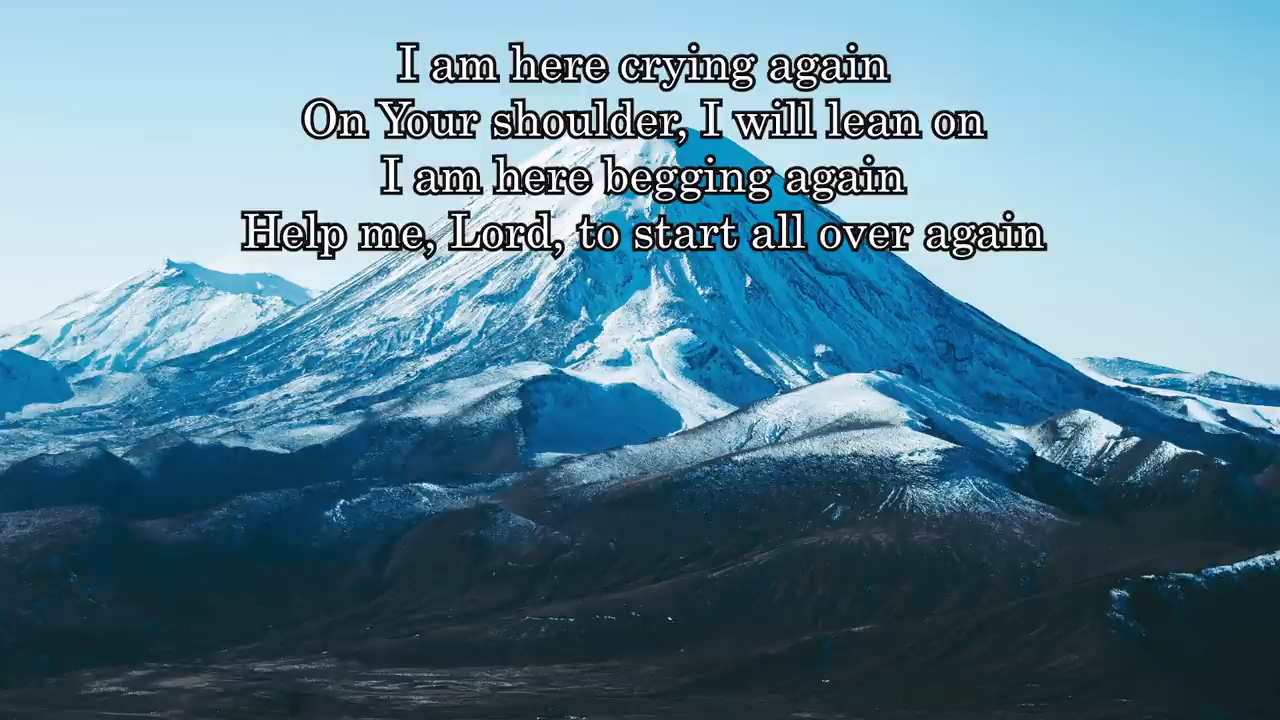 I am here crying again
On Your shoulder, I will lean on
I am here begging again
Help me, Lord, to start all over again